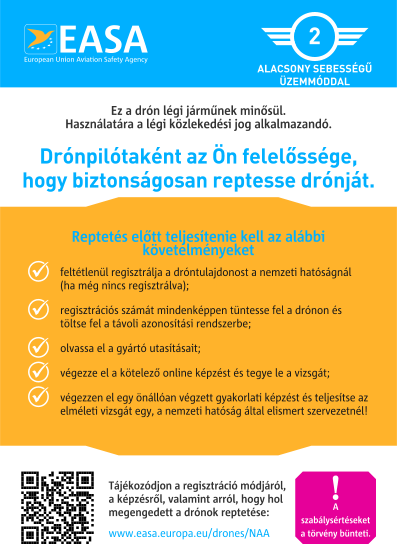 EASA
European Union Aviation Safety Agency
2
ALACSONY SEBESSÉGŰ
ÜZEMMÓDDAL
Ez a drón légi járműnek minősül.
Használatára a légi közlekedési jog alkalmazandó.
Drónpilótaként az Ön felelőssége,
hogy biztonságosan reptesse drónját.
Reptetés előtt teljesítenie kell az alábbi
követelményeket
feltétlenül regisztrálja a dróntulajdonost a nemzeti hatóságnál
(ha még nincs regisztrálva);
regisztrációs számát mindenképpen tüntesse fel a drónon és
töltse fel a távoli azonosítási rendszerbe;
olvassa el a gyártó utasításait;
végezze el a kötelező online képzést és tegye le a vizsgát;
végezzen el egy önállóan végzett gyakorlati képzést és teljesítse az
elméleti vizsgát egy, a nemzeti hatóság által elismert szervezetnél!
Tájékozódjon a regisztráció módjáról,
a képzésről, valamint arról, hogy hol
megengedett a drónok reptetése:
www.easa.europa.eu/drones/NAA
!
A
szabálysértéseket
a törvény bünteti.